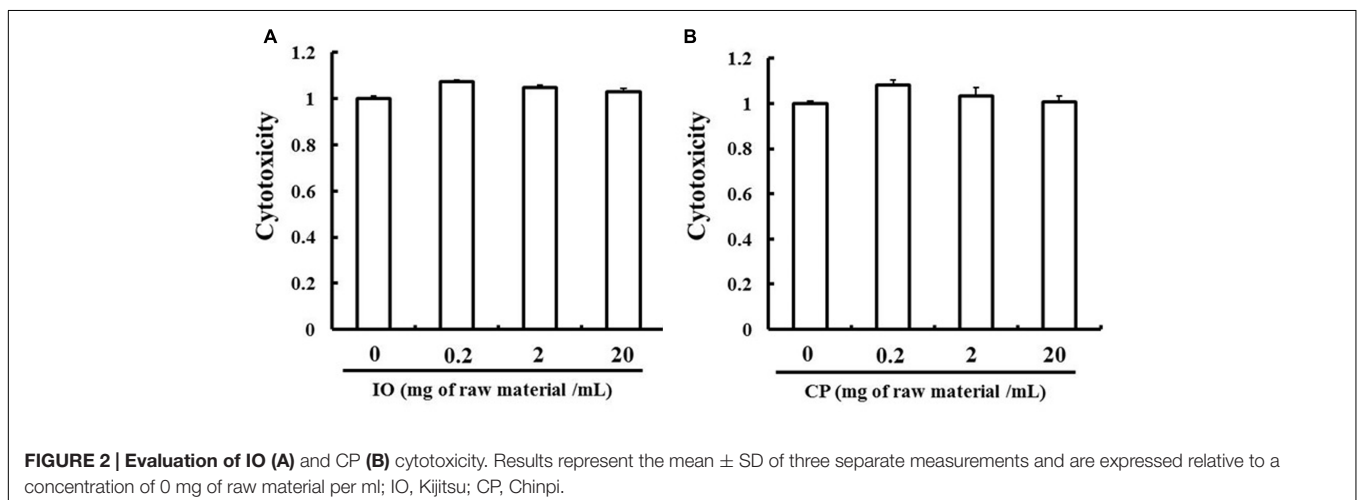 A
1.2
1
0.8
0.6
0.4
0.2
0
Cytotoxicity
0 0.2 2 20
IO (mg of raw material /mL)
B
1.2
1
0.8
0.6
0.4
0.2
0
Cytotoxicity
0 0.2 2 20
CP (mg of raw material /mL)
FIGURE 2 | Evaluation of IO (A) and CP (B) cytotoxicity. Results represent the mean ± SD of three separate measurements and are expressed relative to a
concentration of 0 mg of raw material per ml; IO, Kijitsu; CP, Chinpi.